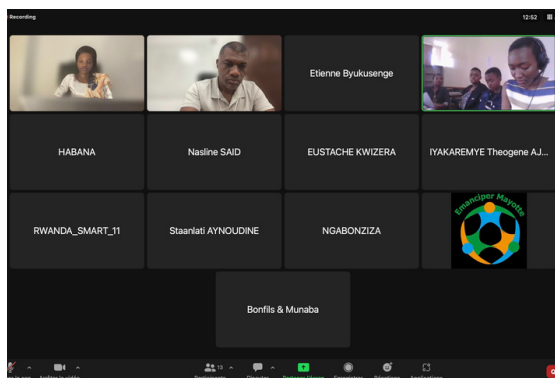 Recording
12:52
Etienne Byukusenge
HABANA
Nasline SAID
EUSTACHE KWIZERA
IYAKAREMYE Theogene AJ...
RWANDA_SMART_11
Staanlati AYNOUDINE
NGABONZIZA
Emanciper Mayotte
Bonfils & Munaba
13